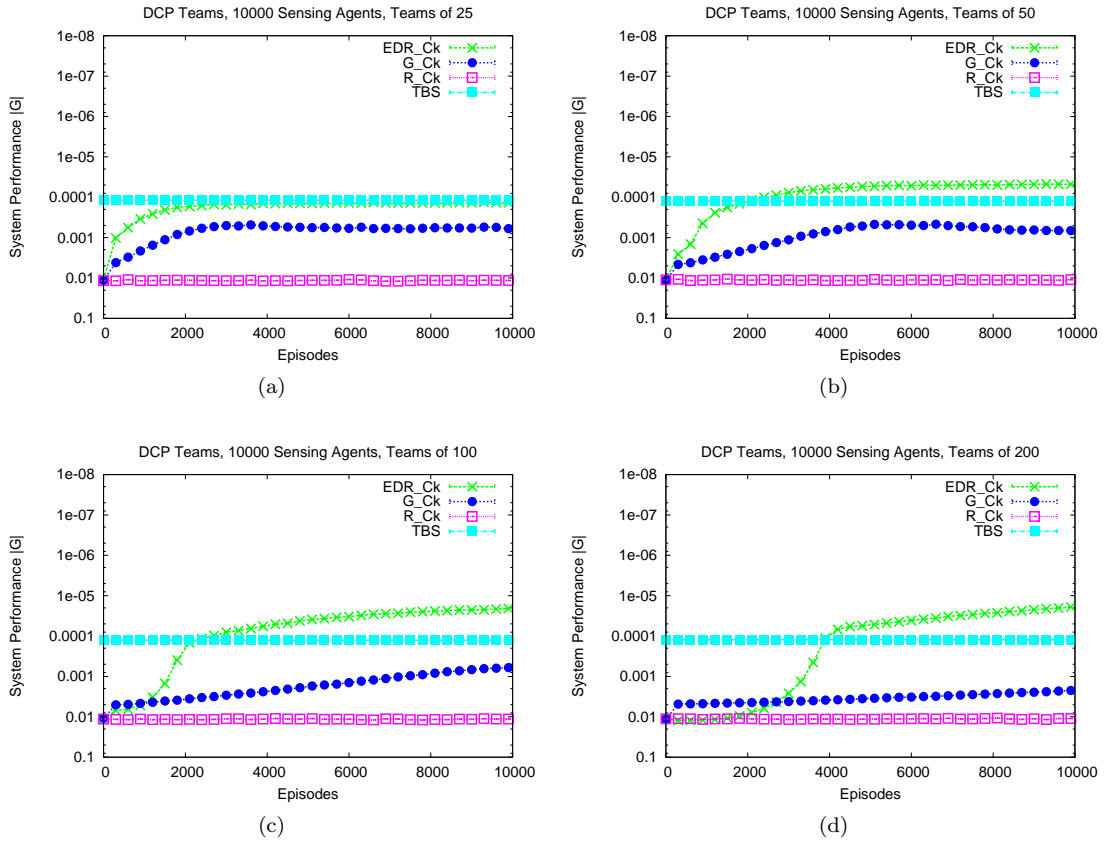 DCP Teams, 10000 Sensing Agents, Teams of 25
System Performance |G|
1e-08
1e-07
1e-06
1e-05
0.0001
0.001
0.01
0.1
EDR_Ck
G_Ck
R_Ck
TBS
0 2000 4000 6000 8000 10000
Episodes
(a)
DCP Teams, 10000 Sensing Agents, Teams of 50
System Performance |G|
1e-08
1e-07
1e-06
1e-05
0.0001
0.001
0.01
0.1
EDR_Ck
G_Ck
R_Ck
TBS
0 2000 4000 6000 8000 10000
Episodes
(b)
DCP Teams, 10000 Sensing Agents, Teams of 100
System Performance |G|
1e-08
1e-07
1e-06
1e-05
0.0001
0.001
0.01
0.1
EDR_Ck
G_Ck
R_Ck
TBS
0 2000 4000 6000 8000 10000
Episodes
(c)
DCP Teams, 10000 Sensing Agents, Teams of 200
System Performance |G|
1e-08
1e-07
1e-06
1e-05
0.0001
0.001
0.01
0.1
EDR_Ck
G_Ck
R_Ck
TBS
0 2000 4000 6000 8000 10000
Episodes
(d)